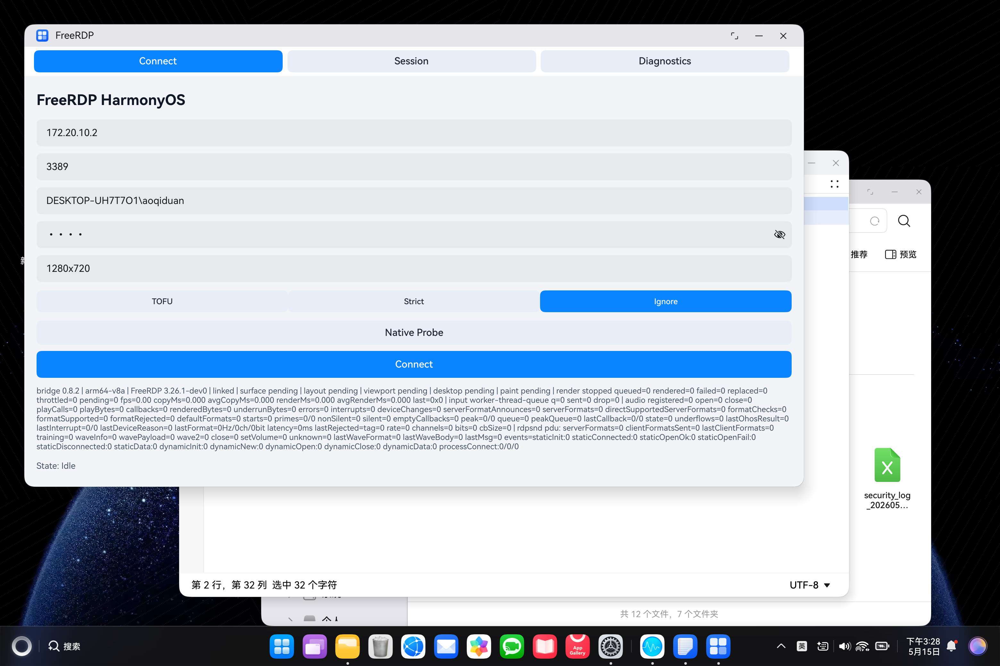 FreeRDP
Connect
Session
Diagnostics
FreeRDP HarmonyOS
172.20.10.2
3389
DESKTOP-UH7T7O1\aoqiduan
1280x720
TOFU
Strict
Ignore
Native Probe
Connect
bridge 0.8.2 | arm64-v8a | FreeRDP 3.26.1-dev0 | linked | surface pending | layout pending | viewport pending | desktop pending | paint pending | render stopped queued=0 rendered=0 failed=0 replaced=0
throttled=0 pending=0 fps=0.00 copyMs=0.000 avgCopyMs=0.000 renderMs=0.000 avgRenderMs=0.000 last=0x0 | input worker-thread-queue q=0 sent=0 drop=0 | audio registered=0 open=0 close=0
playCalls=0 playBytes=0 callbacks=0 renderedBytes=0 underrunBytes=0 errors=0 interrupts=0 deviceChanges=0 serverFormatAnnounces=0 serverFormats=0 directSupportedServerFormats=0 formatChecks=0
formatSupported=0 formatRejected=0 defaultFormats=0 starts=0 primes=0/0 nonSilent=0 silent=0 emptyCallbacks=0 peak=0/0 queue=0 peakQueue=0 lastCallback=0/0 state=0 underflows=0 lastOhosResult=0
lastInterrupt=0/0 lastDeviceReason=0 lastFormat=0Hz/0ch/0bit latency=0ms lastRejected=tag=0 rate=0 channels=0 bits=0 cbSize=0 | rdpsnd pdu: serverFormats=0 clientFormatsSent=0 lastClientFormats=0
training=0 waveInfo=0 wavePayload=0 wave2=0 close=0 setVolume=0 unknown=0 lastWaveFormat=0 lastWaveBody=0 lastMsg=0 events=staticInit:0 staticConnected:0 staticOpenOk:0 staticOpenFail:0
staticDisconnected:0 staticData:0 dynamicInit:0 dynamicNew:0 dynamicOpen:0 dynamicClose:0 dynamicData:0 processConnect:0/0/0
State: Idle
推荐
预览
security_log
_202605...
第 2 行，第 32 列 选中 32 个字符
UTF-8
共 12 个文件，7 个文件夹
搜索
App
Gallery
英
下午3:28
5月15日